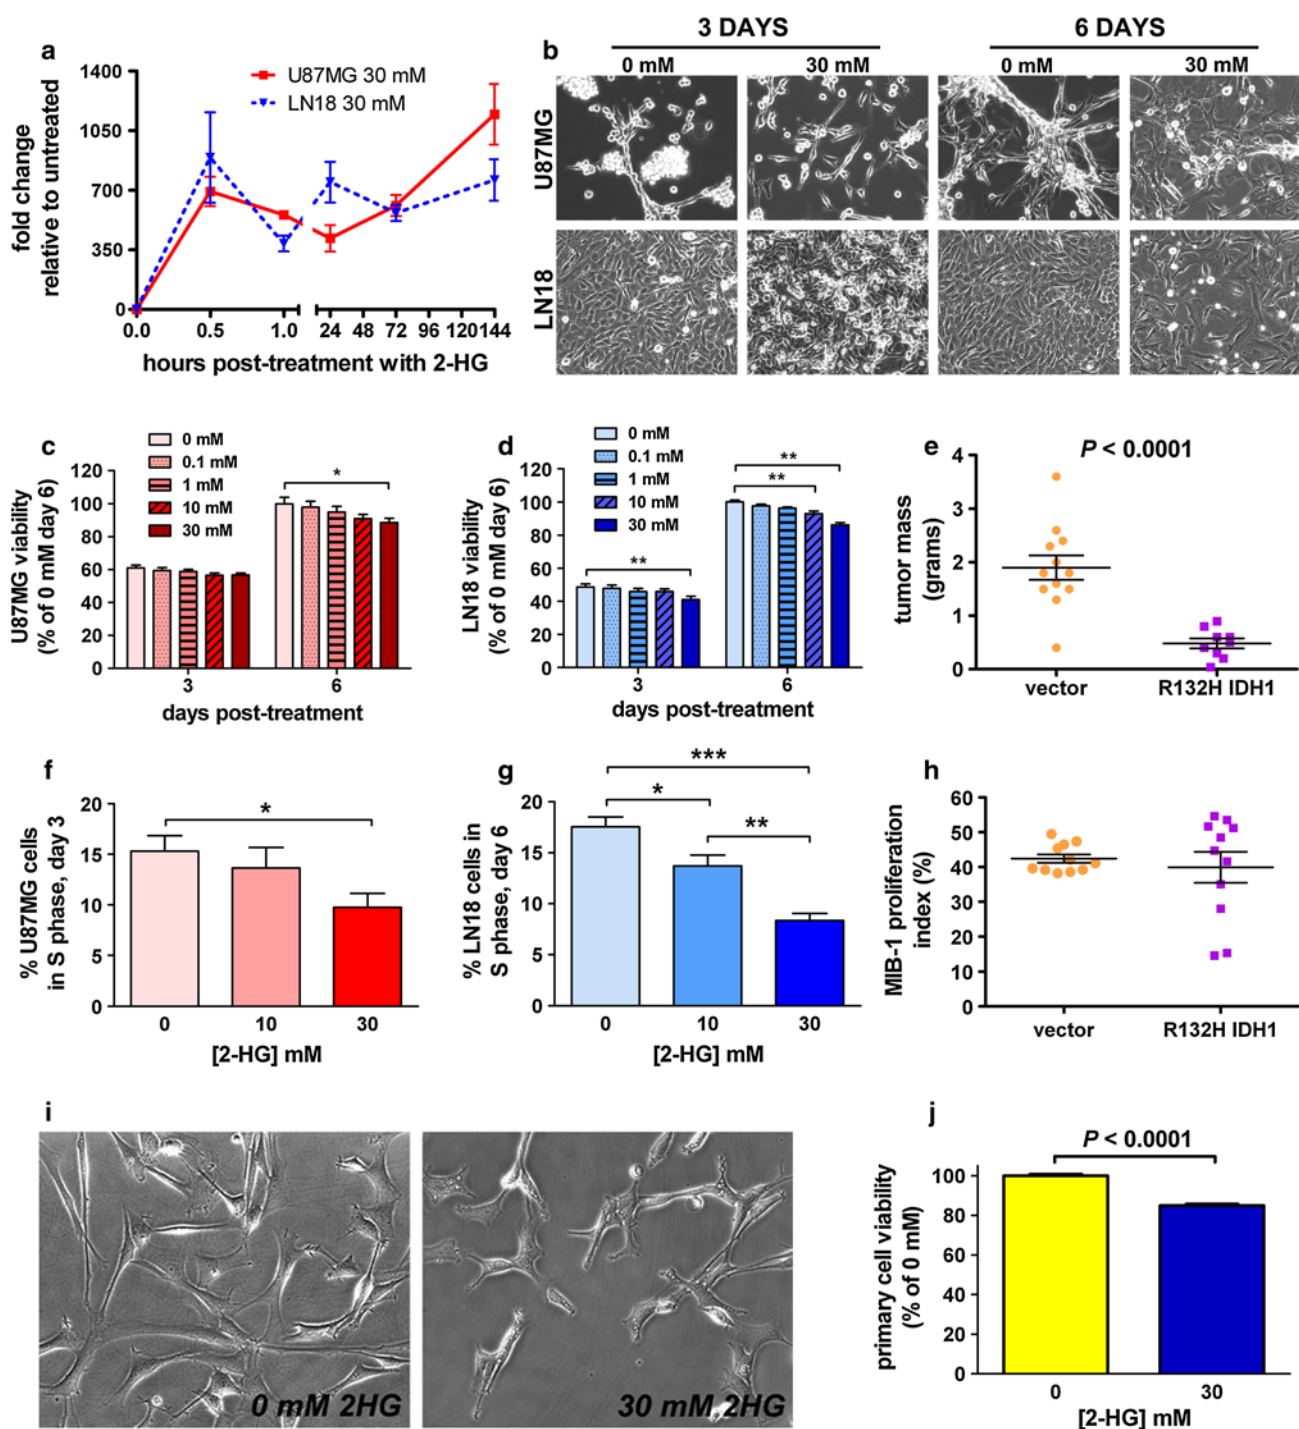 a
U87MG 30 mM
LN18 30 mM
fold change
relative to untreated
1400
1050
700
350
0
0.0 0.5 1.0 24 48 72 96 120 144
hours post-treatment with 2-HG
b
3 DAYS 6 DAYS
0 mM 30 mM 0 mM 30 mM
U87MG
LN18
c
0 mM
0.1 mM
1 mM
10 mM
30 mM
U87MG viability
(% of 0 mM day 6)
120
100
80
60
40
20
0
*
3 6
days post-treatment
d
0 mM
0.1 mM
1 mM
10 mM
30 mM
LN18 viability
(% of 0 mM day 6)
120
100
80
60
40
20
0
**
**
**
3 6
days post-treatment
e
P < 0.0001
tumor mass
(grams)
4
3
2
1
0
vector R132H IDH1
f
% U87MG cells
in S phase, day 3
20
15
10
5
0
*
0 10 30
[2-HG] mM
g
% LN18 cells in
S phase, day 6
20
15
10
5
0
***
*
**
0 10 30
[2-HG] mM
h
MIB-1 proliferation
index (%)
60
50
40
30
20
10
0
vector R132H IDH1
i
0 mM 2HG
30 mM 2HG
j
P < 0.0001
primary cell viability
(% of 0 mM)
100
80
60
40
20
0
0 30
[2-HG] mM